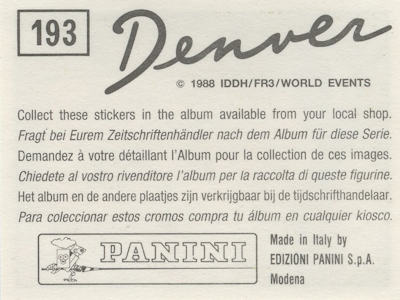 193
Denver
© 1988 IDDH/FR3/WORLD EVENTS
Collect these stickers in the album available from your local shop.
Fragt bei Eurem Zeitschriftenhändler nach dem Album für diese Serie.
Demandez à votre détaillant l'Album pour la collection de ces images.
Chiedete al vostro rivenditore l'album per la raccolta di queste figurine.
Het album en de andere plaatjes zijn verkrijgbaar bij de tijdschrifthandelaar.
Para coleccionar estos cromos compra tu álbum en cualquier kiosco.
PANINI
Made in Italy by
EDIZIONI PANINI S.p.A.
Modena